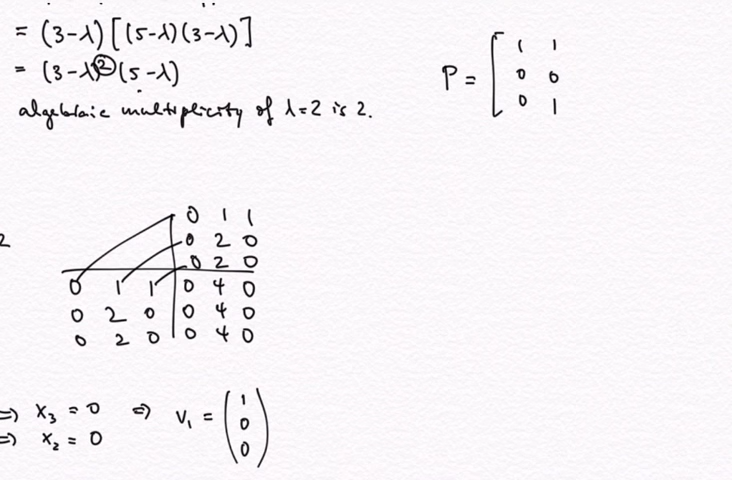 = (3-λ)[(5-λ)(3-λ)]
= (3-λ)²(5-λ)
algebraic multiplicity of λ=2 is 2.
P = [
1 1
0 0
0 1
2
0 1 1
0 2 0
0 2 0
0 1 1 0 4 0
0 2 0 0 4 0
0 2 0 0 4 0
=> x₃ = 0 => v₁ = (1 0 0)
=> x₂ = 0